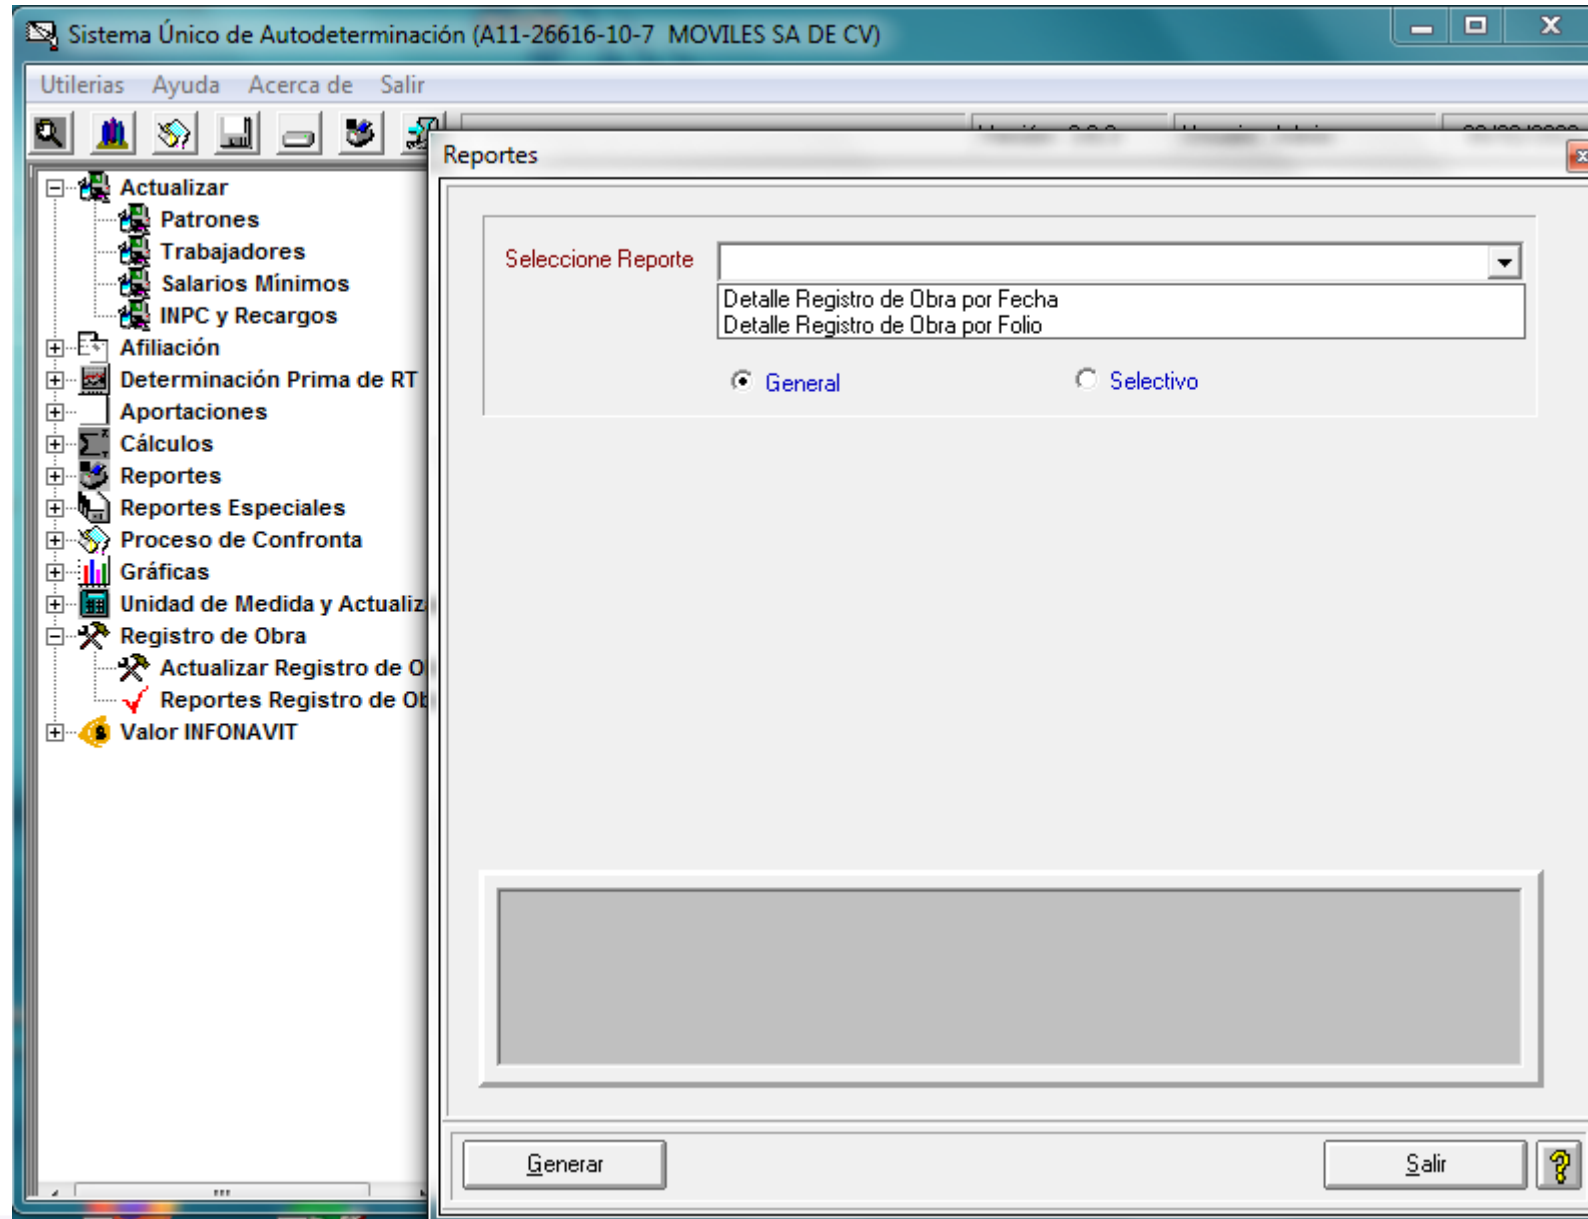 Sistema Único de Autodeterminación (A11-26616-10-7  MOVILES SA DE CV)
Utilerias Ayuda Acerca de Salir
Reportes
Actualizar
Patrones
Trabajadores
Salarios Mínimos
INPC y Recargos
Afiliación
Determinación Prima de RT
Aportaciones
Cálculos
Reportes
Reportes Especiales
Proceso de Confronta
Gráficas
Unidad de Medida y Actualiz
Registro de Obra
Actualizar Registro de O
Reportes Registro de Ob
Valor INFONAVIT
Seleccione Reporte
Detalle Registro de Obra por Fecha
Detalle Registro de Obra por Folio
General Selectivo
Generar Salir